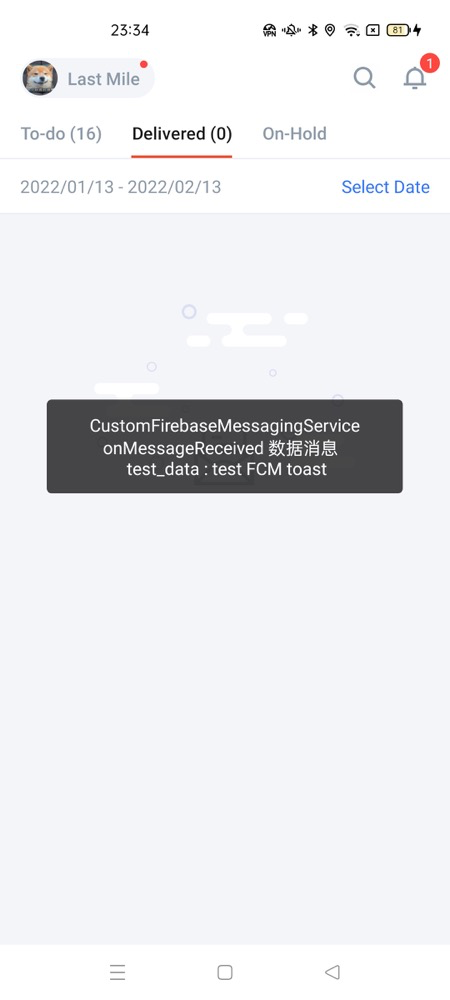 23:34
VPN
81
Last Mile
1
To-do (16)
Delivered (0)
On-Hold
2022/01/13 - 2022/02/13
Select Date
CustomFirebaseMessagingService
onMessageReceived 数据消息
test_data : test FCM toast